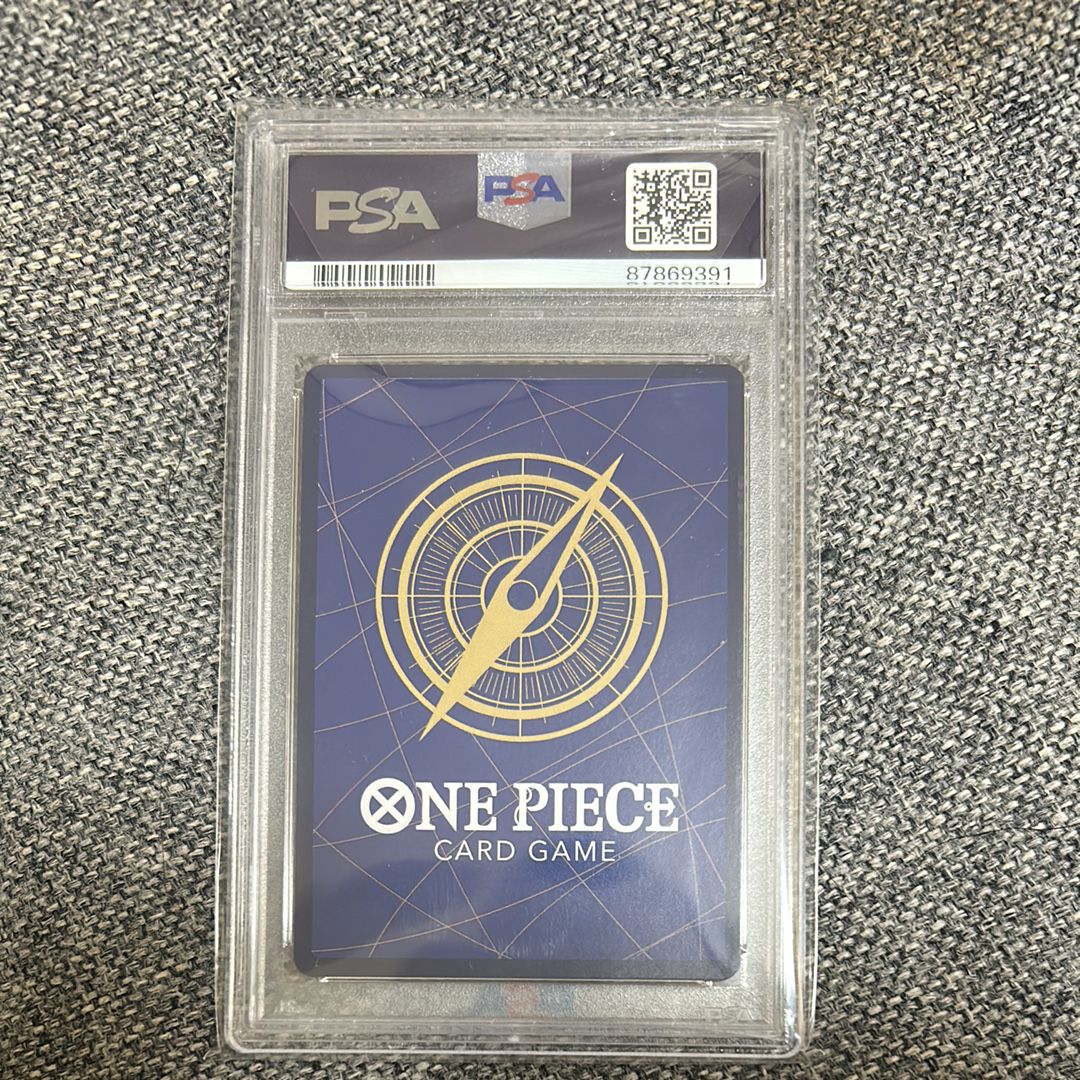 PSA
PSA
87869391
ONE PIECE
CARD GAME